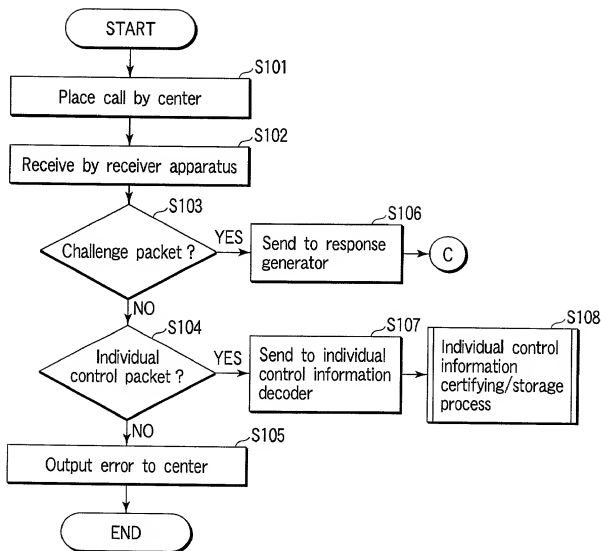 START
S101
Place call by center
S102
Receive by receiver apparatus
S103
Challenge packet ?
YES
S106
Send to response
generator
C
NO
S104
Individual
control packet ?
YES
S107
Send to individual
control information
decoder
S108
Individual control
information
certifying/storage
process
NO
S105
Output error to center
END